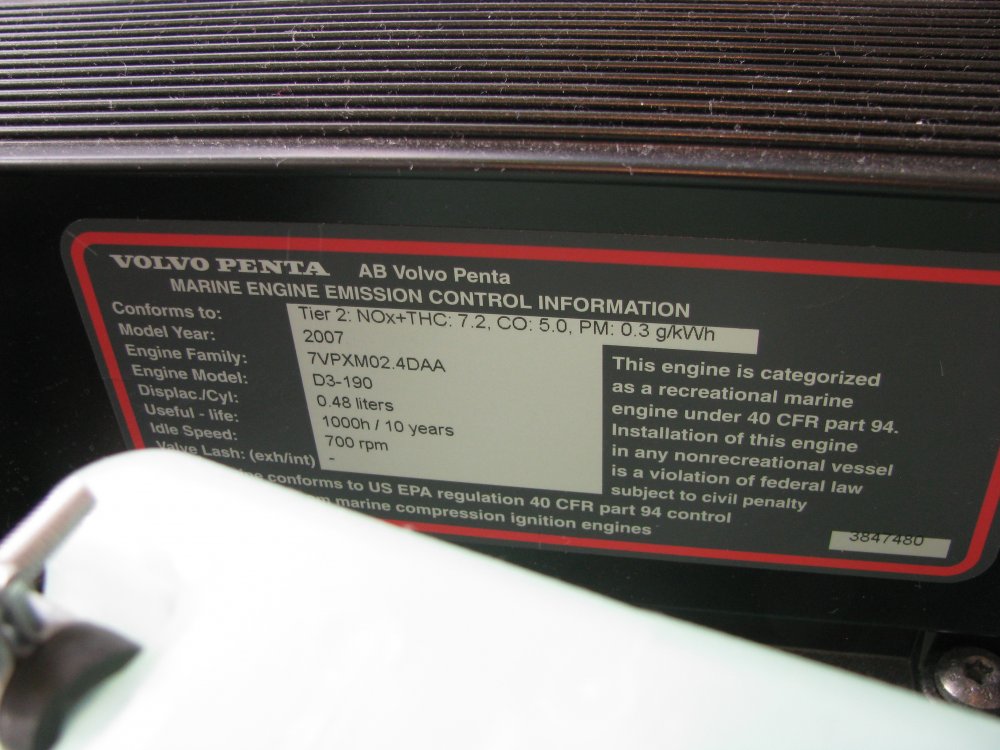 VOLVO PENTA AB Volvo Penta
MARINE ENGINE EMISSION CONTROL INFORMATION
Conforms to: Tier 2: NOx+THC: 7.2, CO: 5.0, PM: 0.3 g/kWh
Model Year: 2007
Engine Family: 7VPXM02.4DAA
Engine Model: D3-190
Displac./Cyl: 0.48 liters
Useful - life: 1000h / 10 years
Idle Speed: 700 rpm
Valve Lash: (exh/int) -
This engine is categorized
as a recreational marine
engine under 40 CFR part 94.
Installation of this engine
in any nonrecreational vessel
is a violation of federal law
subject to civil penalty
conforms to US EPA regulation 40 CFR part 94 control
marine compression ignition engines
3847480